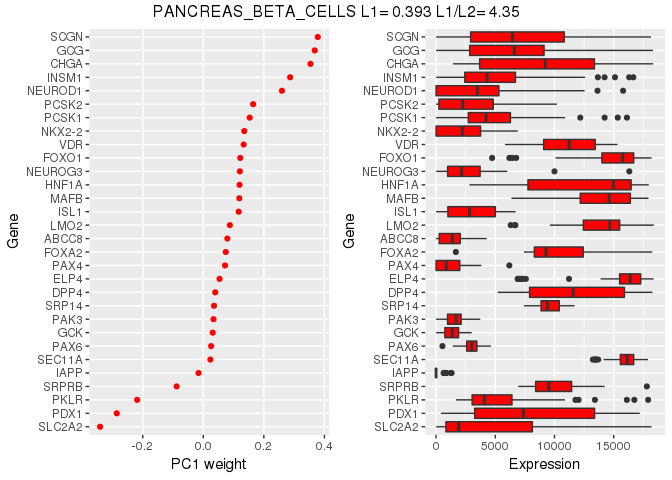 PANCREAS_BETA_CELLS L1= 0.393 L1/L2= 4.35
Gene
SCGN
GCG
CHGA
INSM1
NEUROD1
PCSK2
PCSK1
NKX2-2
VDR
FOXO1
NEUROG3
HNF1A
MAFB
ISL1
LMO2
ABCC8
FOXA2
PAX4
ELP4
DPP4
SRP14
PAK3
GCK
PAX6
SEC11A
IAPP
SRPRB
PKLR
PDX1
SLC2A2
-0.2 0.0 0.2 0.4
PC1 weight
Gene
SCGN
GCG
CHGA
INSM1
NEUROD1
PCSK2
PCSK1
NKX2-2
VDR
FOXO1
NEUROG3
HNF1A
MAFB
ISL1
LMO2
ABCC8
FOXA2
PAX4
ELP4
DPP4
SRP14
PAK3
GCK
PAX6
SEC11A
IAPP
SRPRB
PKLR
PDX1
SLC2A2
0 5000 10000 15000
Expression